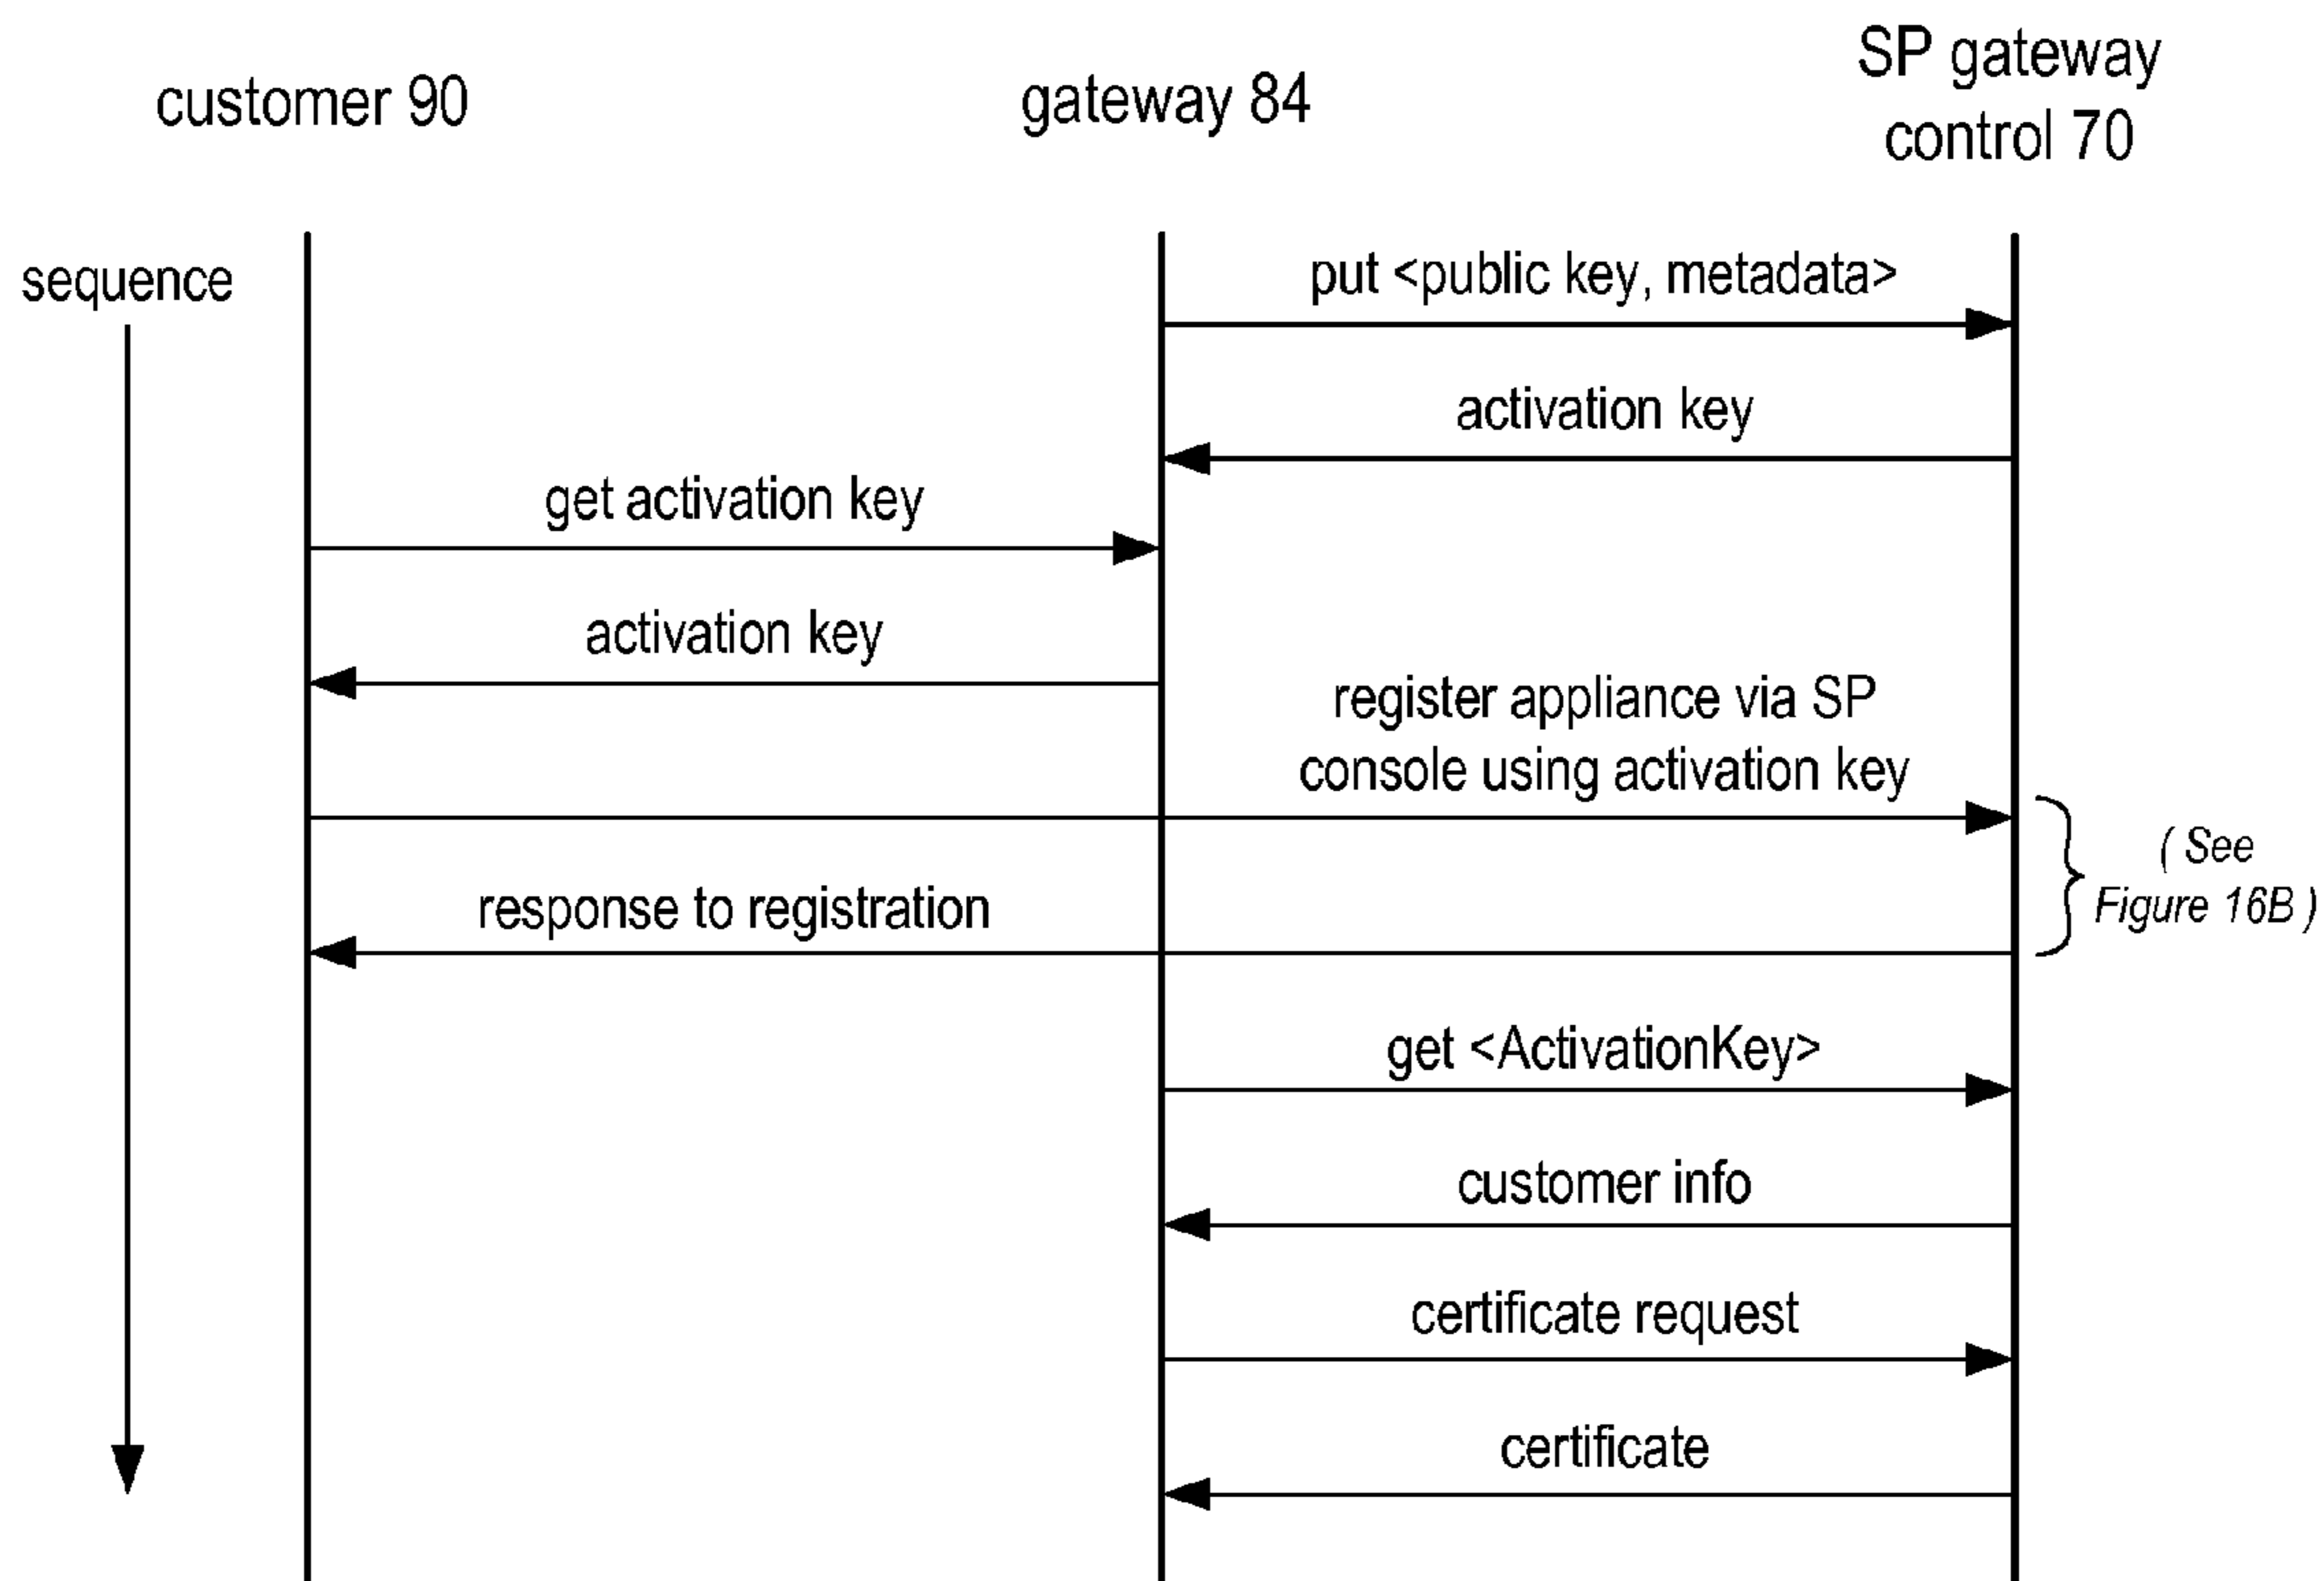 SP gateway
control 70
customer 90
gateway 84
sequence
put <public key, metadata>
activation key
get activation key
activation key
register appliance via SP
console using activation key
( See
Figure 16B )
response to registration
get <ActivationKey>
customer info
certificate request
certificate